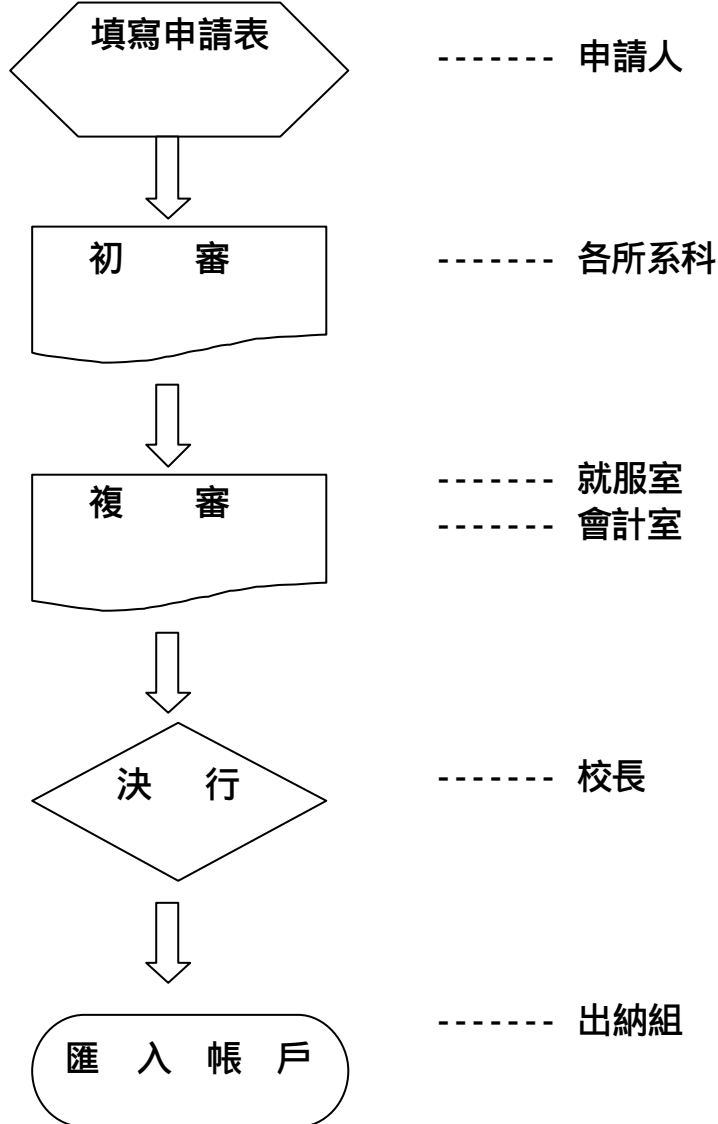 填寫申請表
------- 申請人
初 審
------- 各所系科
複 審
------- 就服室
------- 會計室
決 行
------- 校長
匯 入 帳 戶
------- 出納組